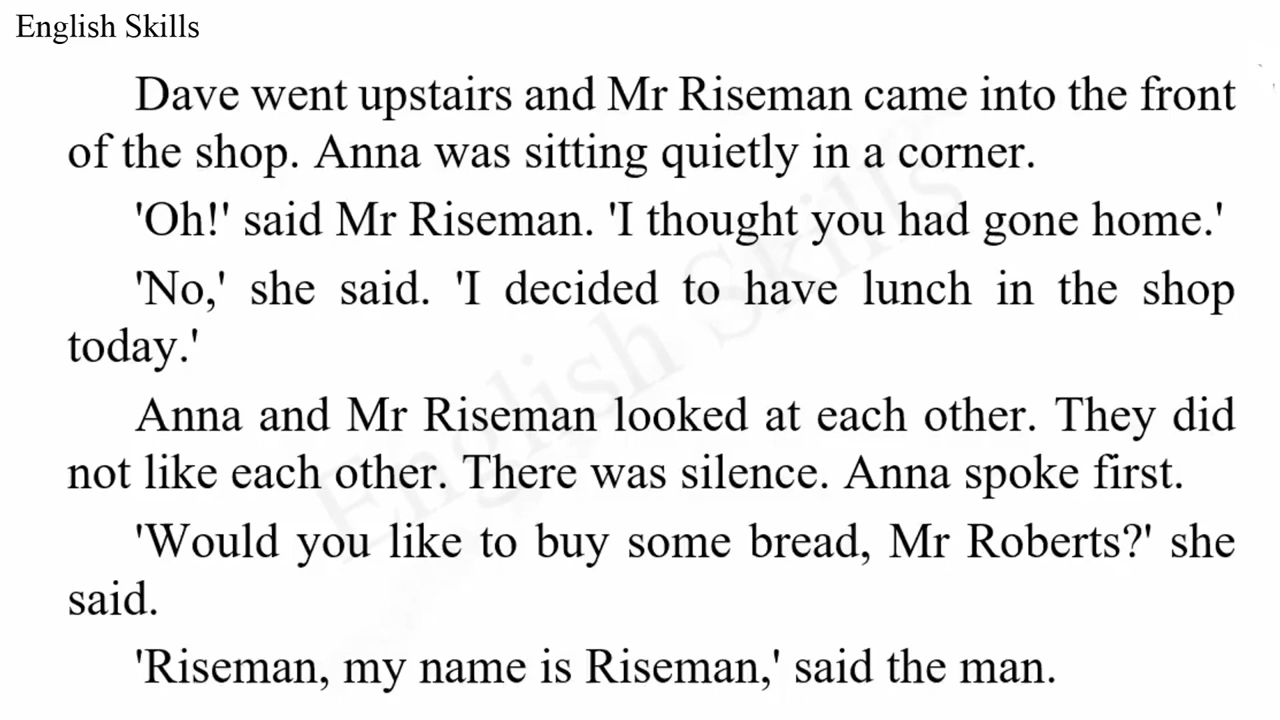 English Skills
Dave went upstairs and Mr Riseman came into the front
of the shop. Anna was sitting quietly in a corner.
'Oh!' said Mr Riseman. 'I thought you had gone home.'
'No,' she said. 'I decided to have lunch in the shop
today.'
Anna and Mr Riseman looked at each other. They did
not like each other. There was silence. Anna spoke first.
'Would you like to buy some bread, Mr Roberts?' she
said.
'Riseman, my name is Riseman,' said the man.
English Skills